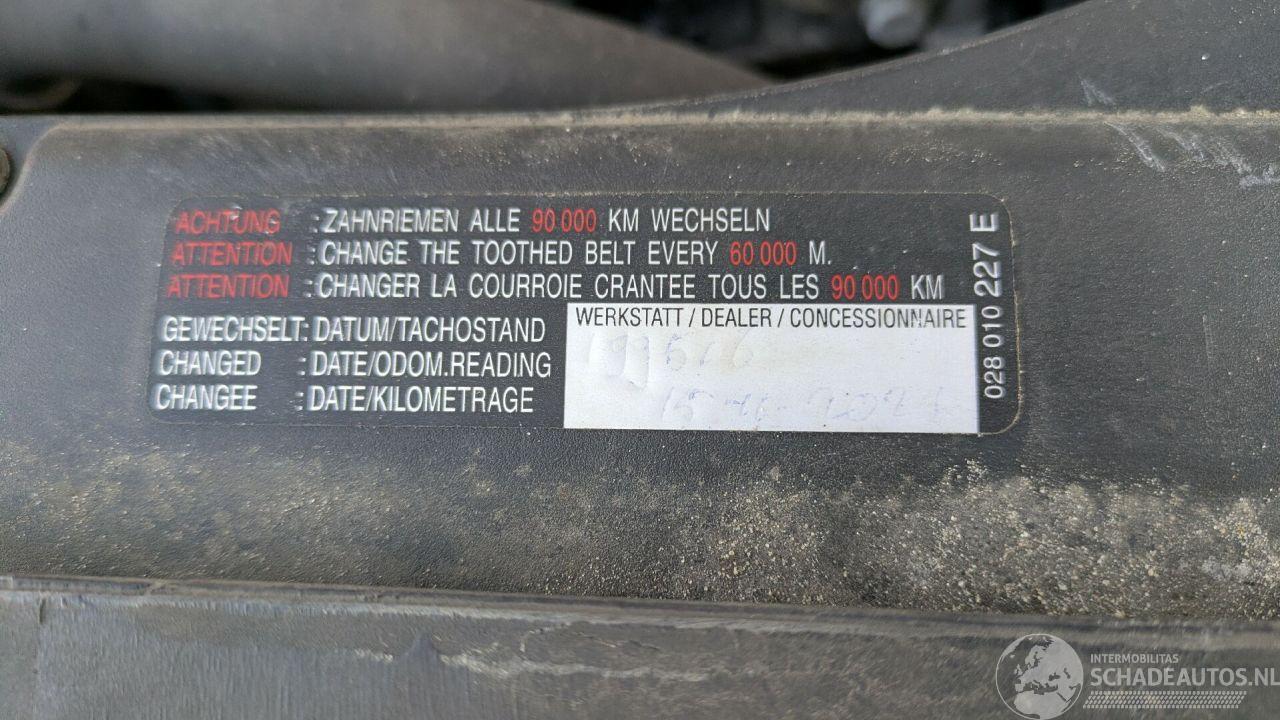 ACHTUNG : ZAHNRIEMEN ALLE 90 000 KM WECHSELN
ATTENTION : CHANGE THE TOOTHED BELT EVERY 60 000 M.
ATTENTION : CHANGER LA COURROIE CRANTEE TOUS LES 90 000 KM
WERKSTATT / DEALER / CONCESSIONNAIRE
GEWECHSELT: DATUM/TACHOSTAND
CHANGED : DATE/ODOM.READING
CHANGEE : DATE/KILOMETRAGE
028 010 227 E
INTERMOBILITAS
SCHADEAUTOS.NL